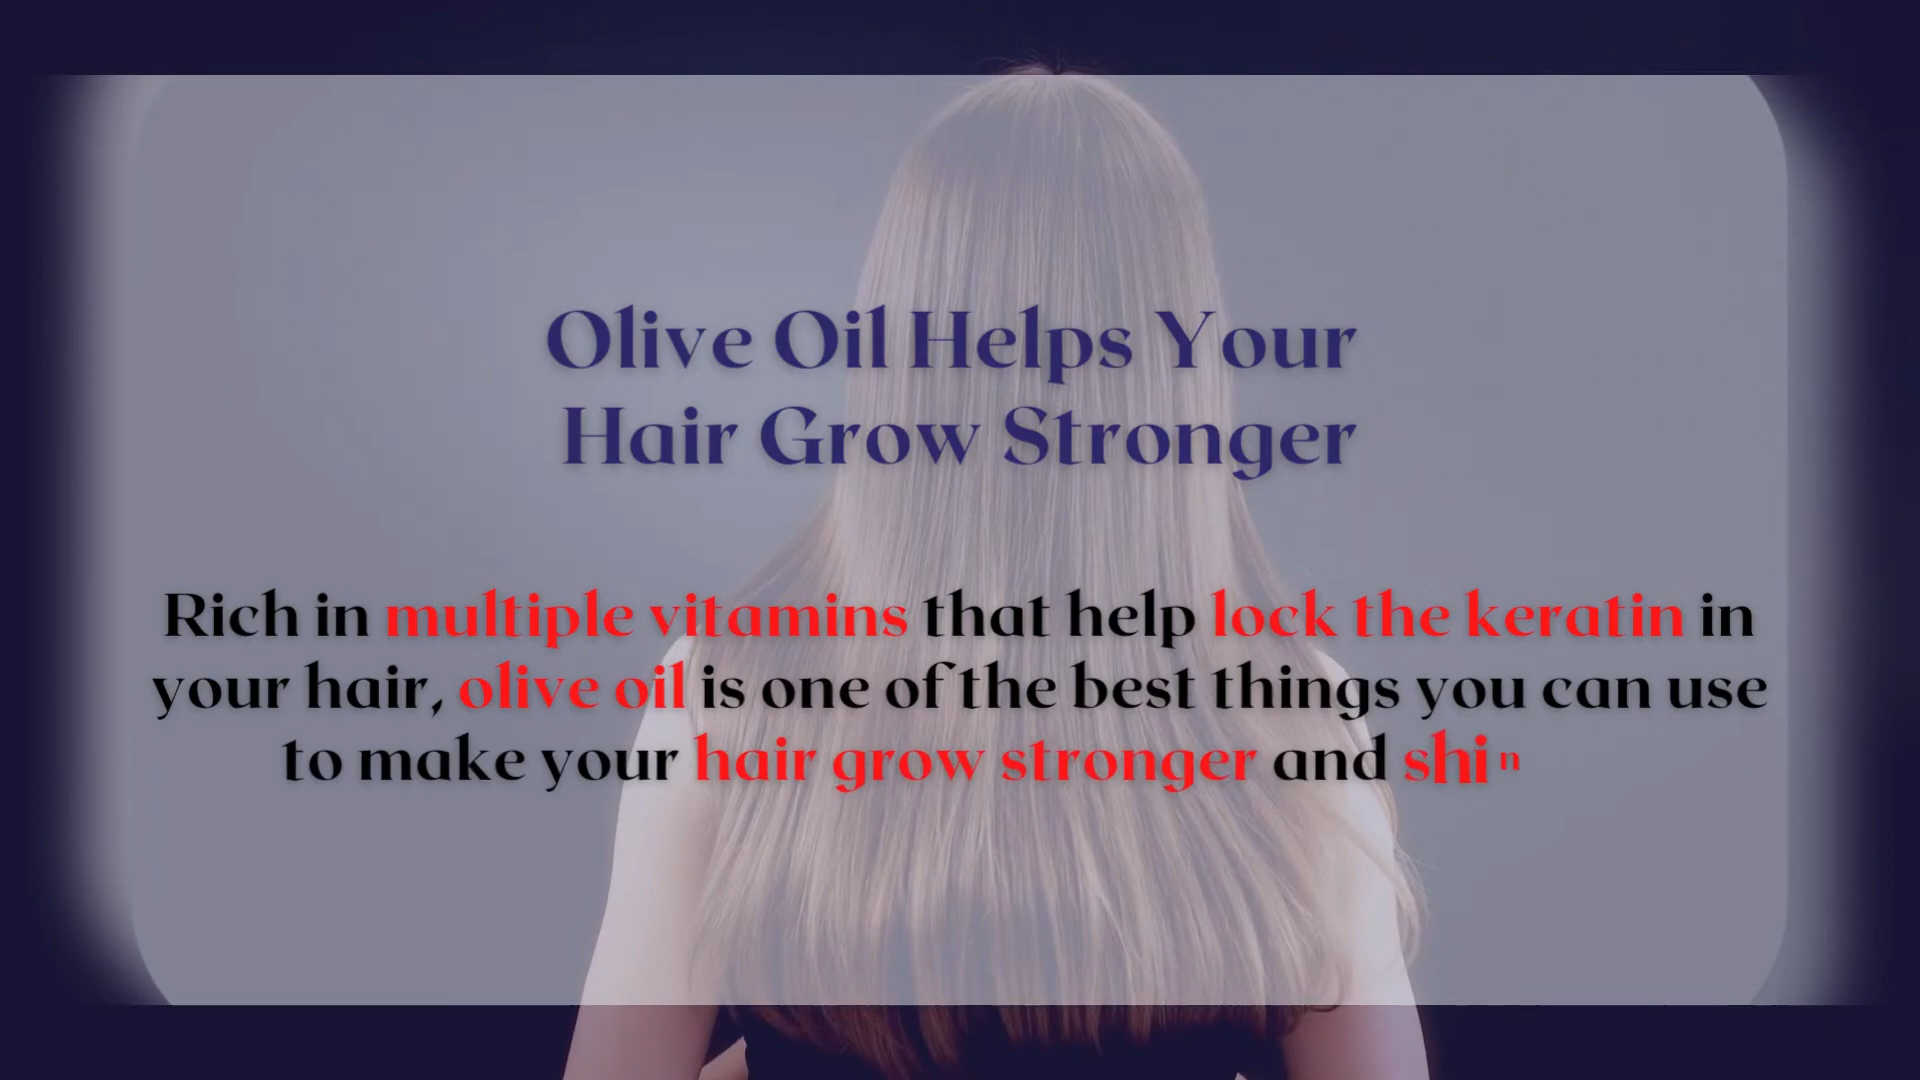 Olive Oil Helps Your
Hair Grow Stronger
Rich in multiple vitamins that help lock the keratin in
your hair, olive oil is one of the best things you can use
to make your hair grow stronger and shin